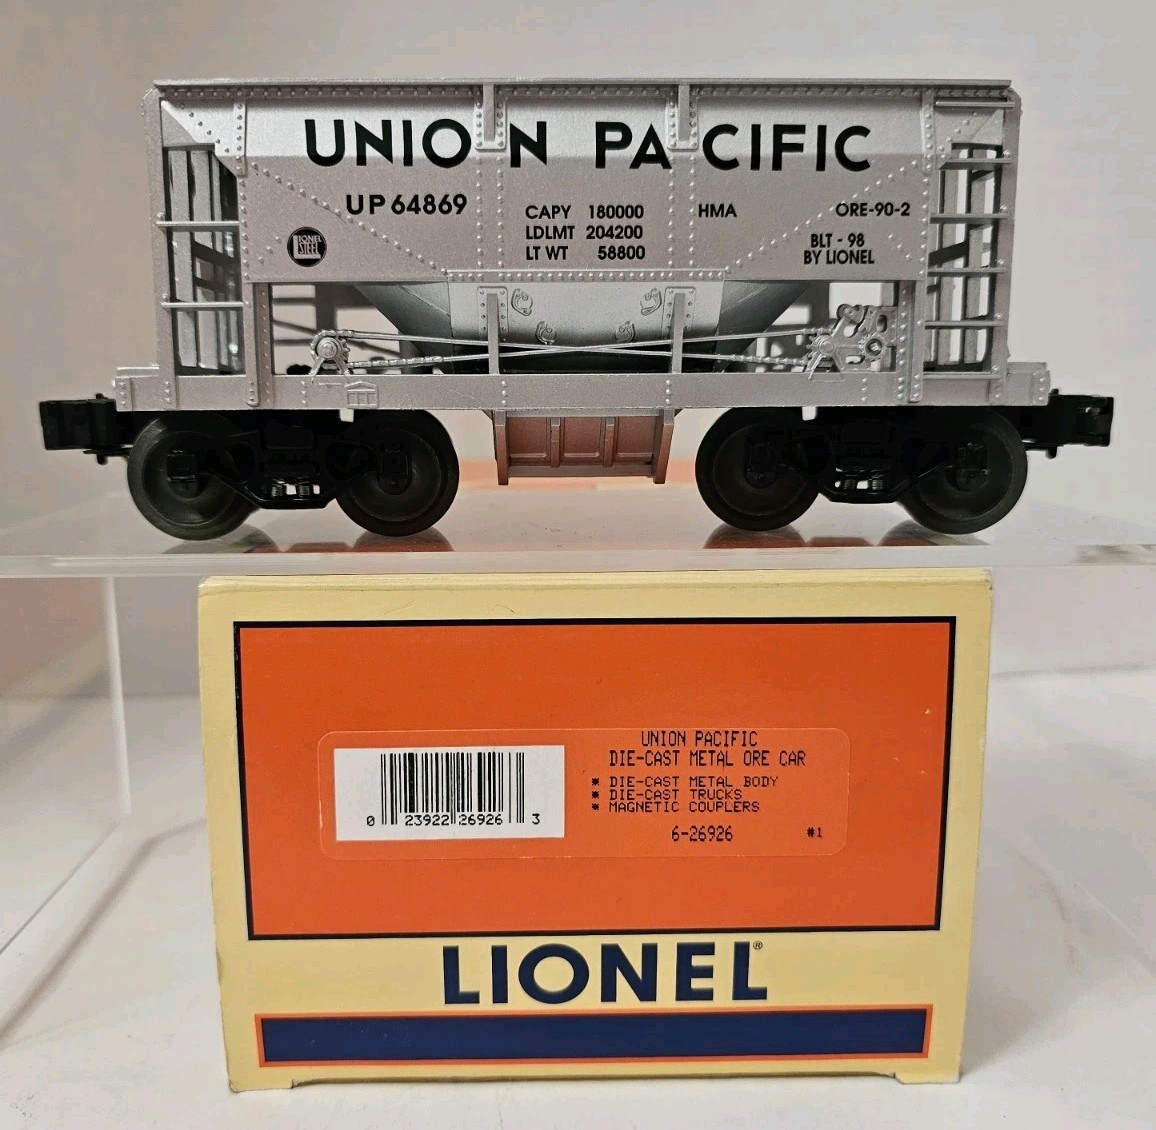 UNION PACIFIC
UP 64869
CAPY 180000 HMA ORE-90-2
LDLMT 204200
LT WT 58800
BLT - 98
BY LIONEL
LIONEL
STEEL
UNION PACIFIC
DIE-CAST METAL ORE CAR
* DIE-CAST METAL BODY
* DIE-CAST TRUCKS
* MAGNETIC COUPLERS
6-26926 #1
0 23922 26926 3
LIONEL®